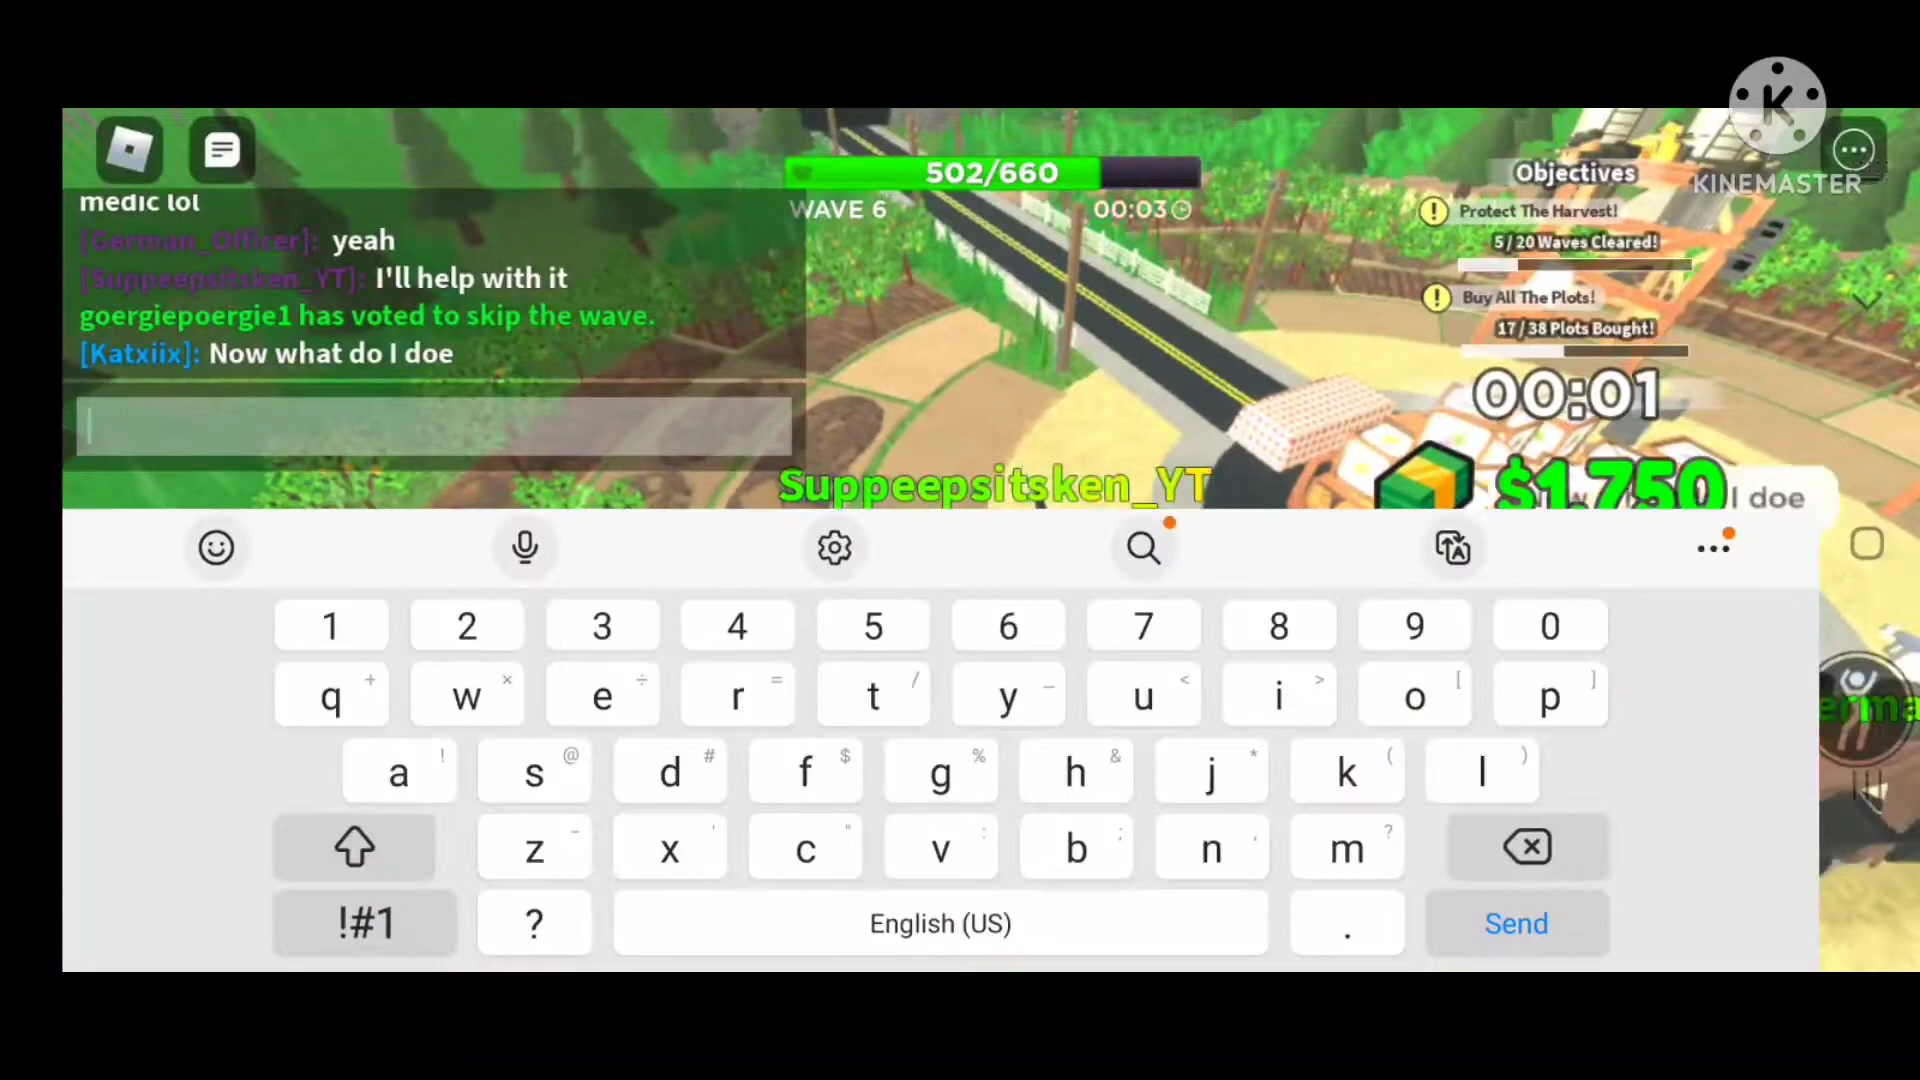 K
KINEMASTER
502/660
WAVE 6
00:03
Objectives
Protect The Harvest!
5/20 Waves Cleared!
Buy All The Plots!
17/38 Plots Bought!
00:01
$1,750
I doe
medic lol
[German_Officer]: yeah
[Suppeepsitsken_YT]: I'll help with it
goergiepoergie1 has voted to skip the wave.
[Katxiix]: Now what do I doe
Suppeepsitsken_YT
erma
1 2 3 4 5 6 7 8 9 0
q + w × e ÷ r = t / y _ u < i > o [ p ]
a ! s @ d # f $ g % h & j * k ( l )
z - x ' c " v : b ; n , m ?
!#1 ? English (US) . Send